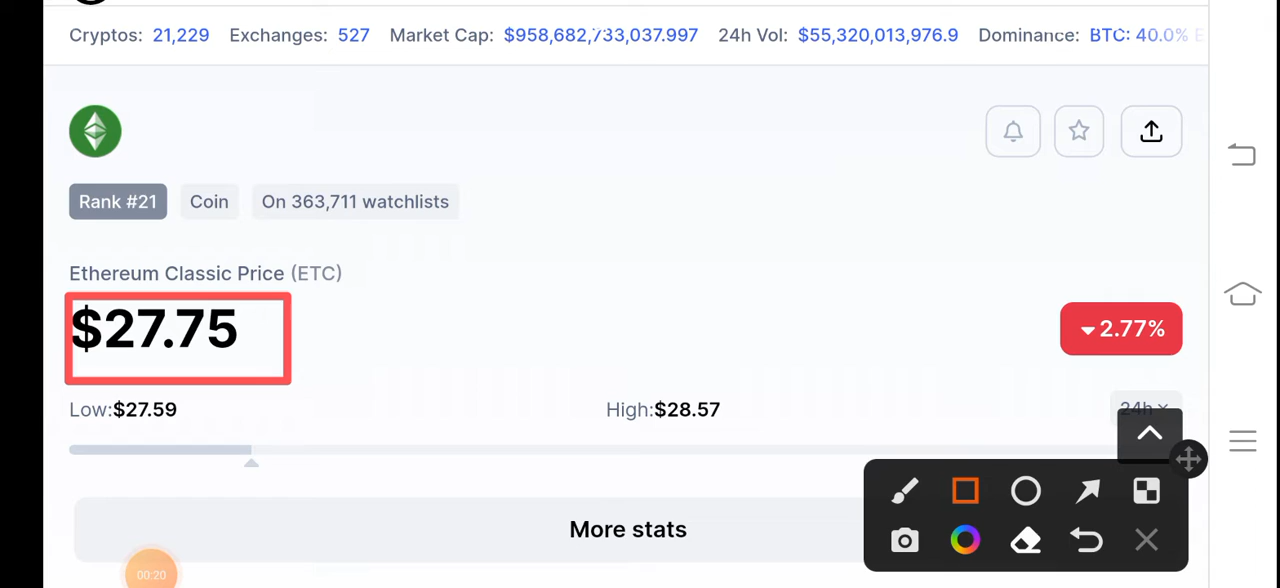 Cryptos: 21,229 Exchanges: 527 Market Cap: $958,682,733,037.997 24h Vol: $55,320,013,976.9 Dominance: BTC: 40.0% E
Rank #21 Coin On 363,711 watchlists
Ethereum Classic Price (ETC)
$27.75
2.77%
Low:$27.59 High:$28.57 24h
More stats
00:20